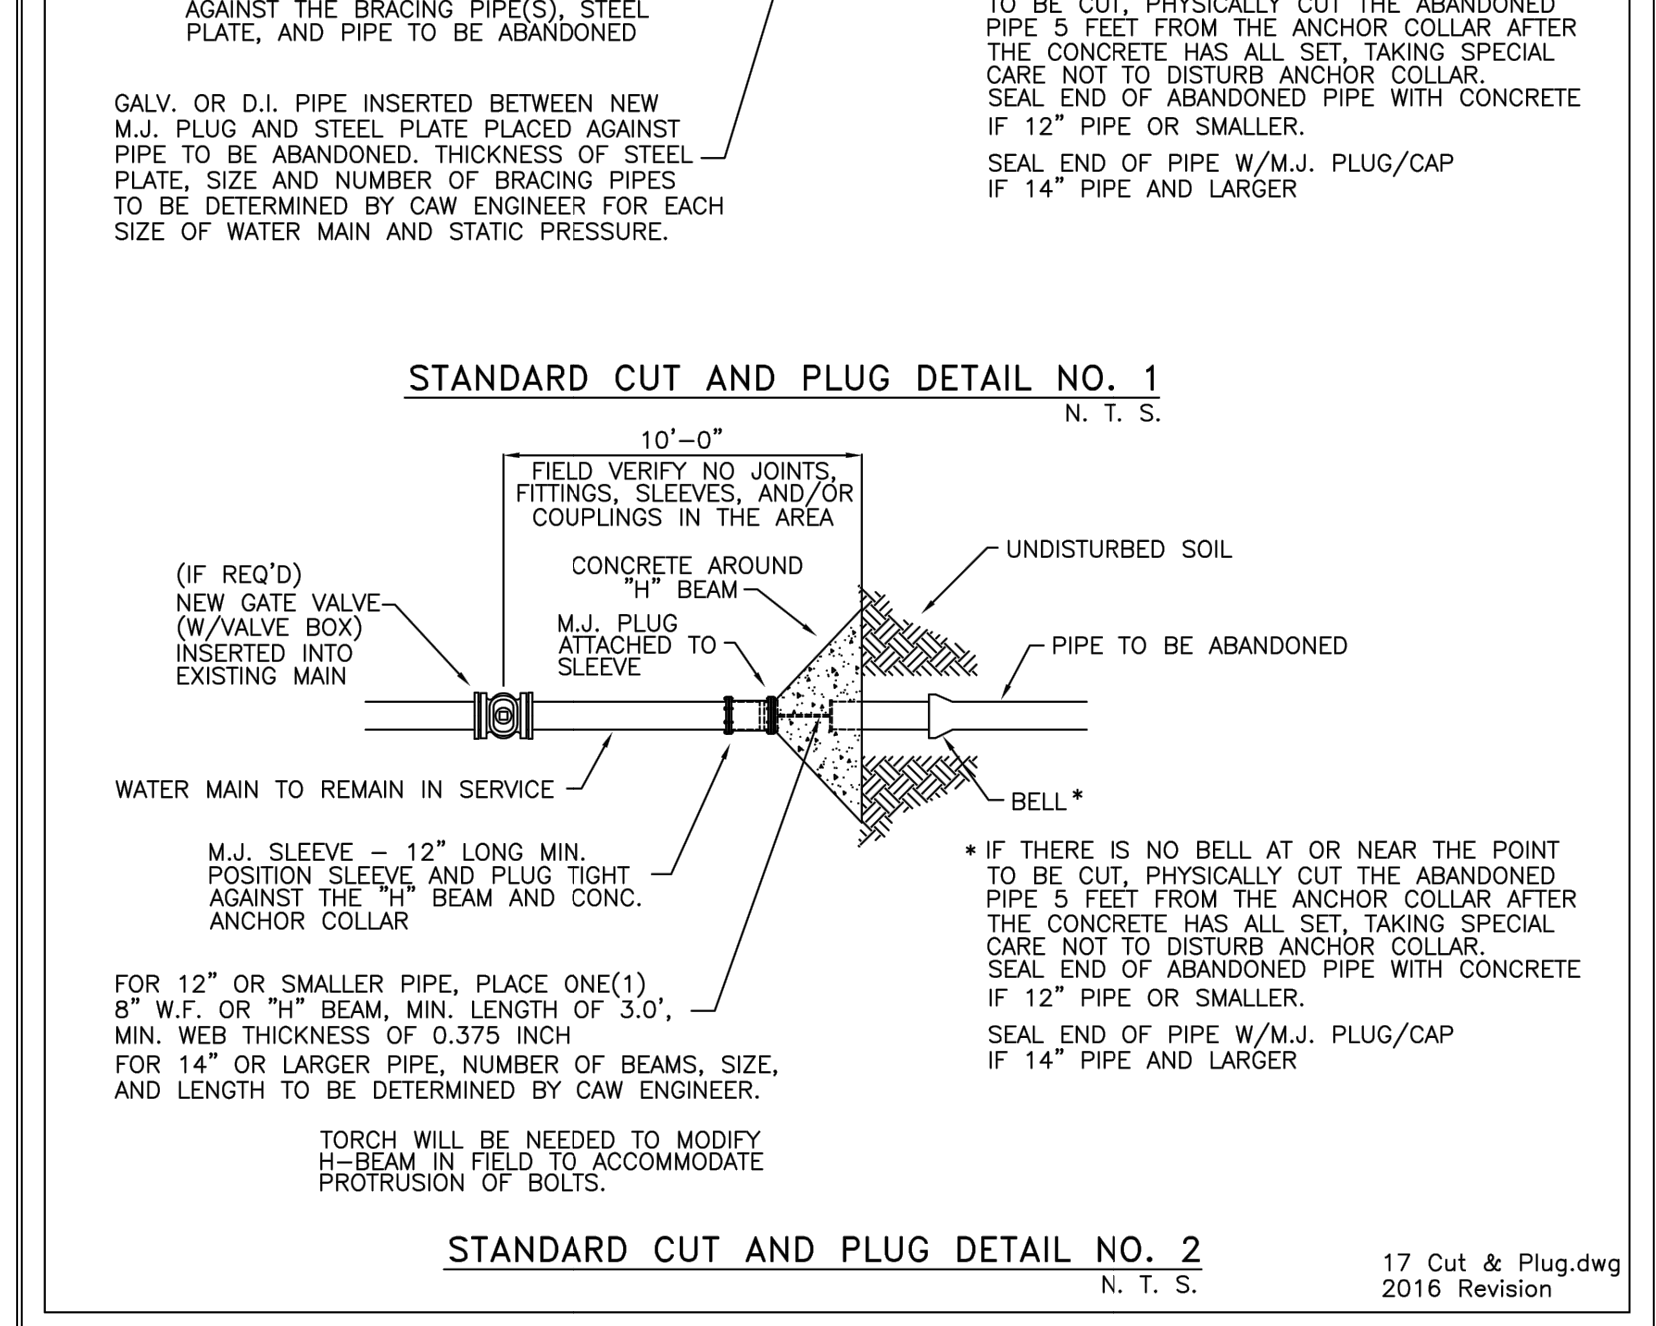 AGAINST THE BRACING PIPE(S), STEEL
PLATE, AND PIPE TO BE ABANDONED
GALV. OR D.I. PIPE INSERTED BETWEEN NEW
M.J. PLUG AND STEEL PLATE PLACED AGAINST
PIPE TO BE ABANDONED. THICKNESS OF STEEL
PLATE, SIZE AND NUMBER OF BRACING PIPES
TO BE DETERMINED BY CAW ENGINEER FOR EACH
SIZE OF WATER MAIN AND STATIC PRESSURE.
TO BE CUT, PHYSICALLY CUT THE ABANDONED
PIPE 5 FEET FROM THE ANCHOR COLLAR AFTER
THE CONCRETE HAS ALL SET, TAKING SPECIAL
CARE NOT TO DISTURB ANCHOR COLLAR.
SEAL END OF ABANDONED PIPE WITH CONCRETE
IF 12" PIPE OR SMALLER.
SEAL END OF PIPE W/M.J. PLUG/CAP
IF 14" PIPE AND LARGER
STANDARD CUT AND PLUG DETAIL NO. 1
N. T. S.
10'-0"
FIELD VERIFY NO JOINTS,
FITTINGS, SLEEVES, AND/OR
COUPLINGS IN THE AREA
(IF REQ'D)
NEW GATE VALVE
(W/VALVE BOX)
INSERTED INTO
EXISTING MAIN
CONCRETE AROUND
"H" BEAM
M.J. PLUG
ATTACHED TO
SLEEVE
UNDISTURBED SOIL
PIPE TO BE ABANDONED
WATER MAIN TO REMAIN IN SERVICE
BELL*
M.J. SLEEVE - 12" LONG MIN.
POSITION SLEEVE AND PLUG TIGHT
AGAINST THE "H" BEAM AND CONC.
ANCHOR COLLAR
FOR 12" OR SMALLER PIPE, PLACE ONE(1)
8" W.F. OR "H" BEAM, MIN. LENGTH OF 3.0',
MIN. WEB THICKNESS OF 0.375 INCH
FOR 14" OR LARGER PIPE, NUMBER OF BEAMS, SIZE,
AND LENGTH TO BE DETERMINED BY CAW ENGINEER.
TORCH WILL BE NEEDED TO MODIFY
H-BEAM IN FIELD TO ACCOMMODATE
PROTRUSION OF BOLTS.
* IF THERE IS NO BELL AT OR NEAR THE POINT
TO BE CUT, PHYSICALLY CUT THE ABANDONED
PIPE 5 FEET FROM THE ANCHOR COLLAR AFTER
THE CONCRETE HAS ALL SET, TAKING SPECIAL
CARE NOT TO DISTURB ANCHOR COLLAR.
SEAL END OF ABANDONED PIPE WITH CONCRETE
IF 12" PIPE OR SMALLER.
SEAL END OF PIPE W/M.J. PLUG/CAP
IF 14" PIPE AND LARGER
STANDARD CUT AND PLUG DETAIL NO. 2
N. T. S.
17 Cut & Plug.dwg
2016 Revision